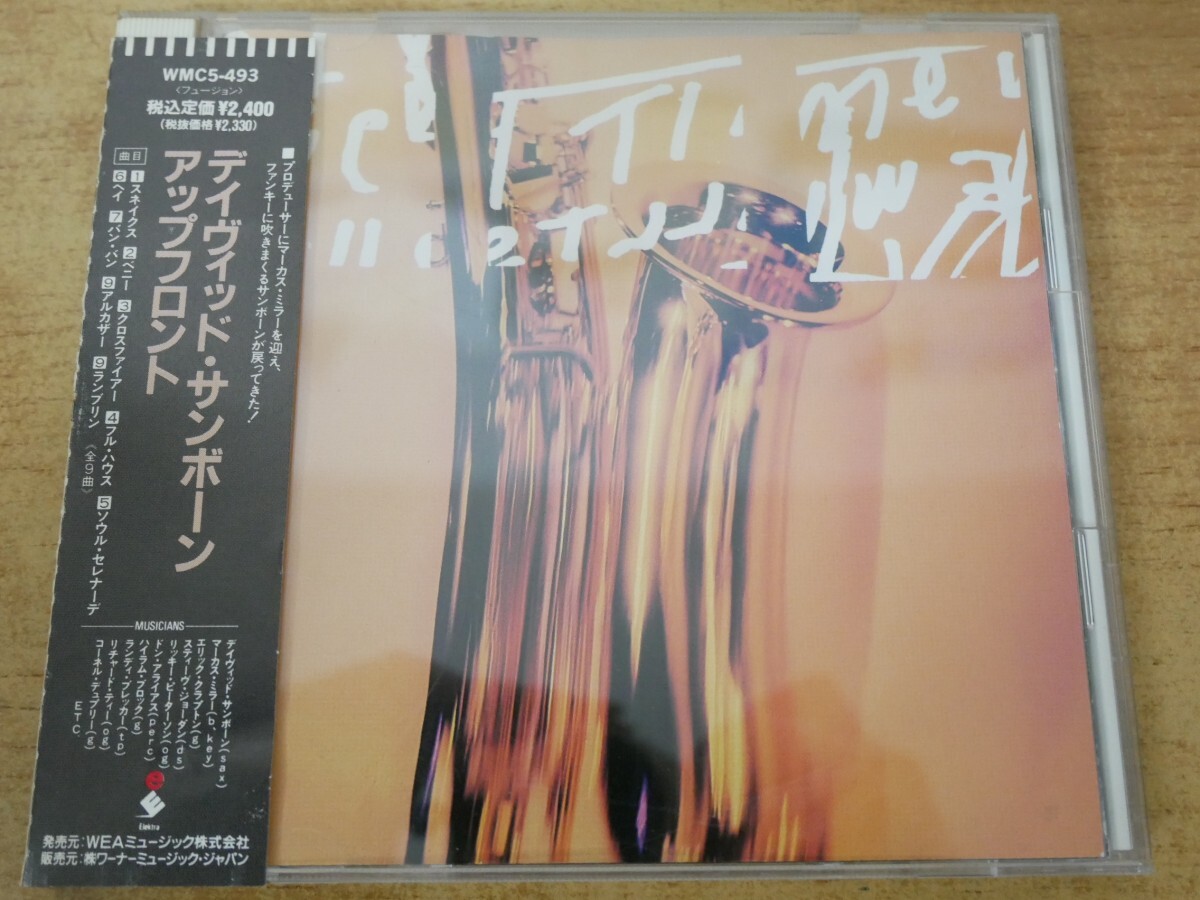 WMC5-493
〈フュージョン〉
税込定価¥2,400
(税抜価格¥2,330)
■プロデューサーにマーカス・ミラーを迎え、
ファンキーに吹きまくるサンボーンが戻ってきた!
デイヴィッド・サンボーン
アップフロント
曲目
1スネイクス 2ベニー 3クロスファイアー 4フル・ハウス 5ソウル・セレナーデ
6ヘイ 7バン・バン 9アルカザー 9ランブリン 《全9曲》
MUSICIANS
デイヴィッド・サンボーン(sax)
マーカス・ミラー(b, key)
エリック・クラプトン(g)
スティーヴ・ジョーダン(ds)
リッキー・ピーターソン(og)
ドン・アライアス(perc)
ハイラム・ブロック(g)
ランディ・ブレッカー(tp)
リチャード・ティー(og)
コーネル・デュプリー(g)
ETC.
Elektra
発売元:WEAミュージック株式会社
販売元:㈱ワーナーミュージック・ジャパン